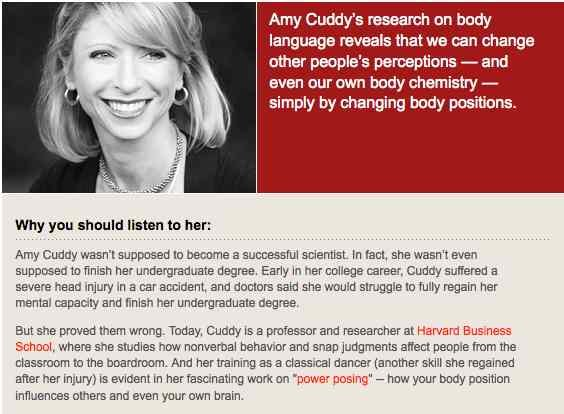 Amy Cuddy’s research on body
language reveals that we can change
other people’s perceptions — and
even our own body chemistry —
simply by changing body positions.
Why you should listen to her:
Amy Cuddy wasn’t supposed to become a successful scientist. In fact, she wasn’t even
supposed to finish her undergraduate degree. Early in her college career, Cuddy suffered a
severe head injury in a car accident, and doctors said she would struggle to fully regain her
mental capacity and finish her undergraduate degree.
But she proved them wrong. Today, Cuddy is a professor and researcher at Harvard Business
School, where she studies how nonverbal behavior and snap judgments affect people from the
classroom to the boardroom. And her training as a classical dancer (another skill she regained
after her injury) is evident in her fascinating work on "power posing" -- how your body position
influences others and even your own brain.